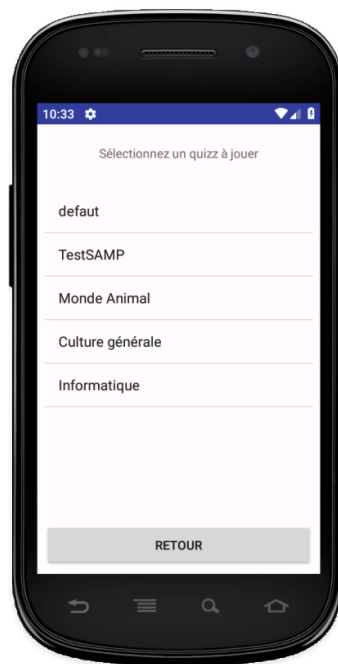 10:33
Sélectionnez un quizz à jouer
defaut
TestSAMP
Monde Animal
Culture générale
Informatique
RETOUR